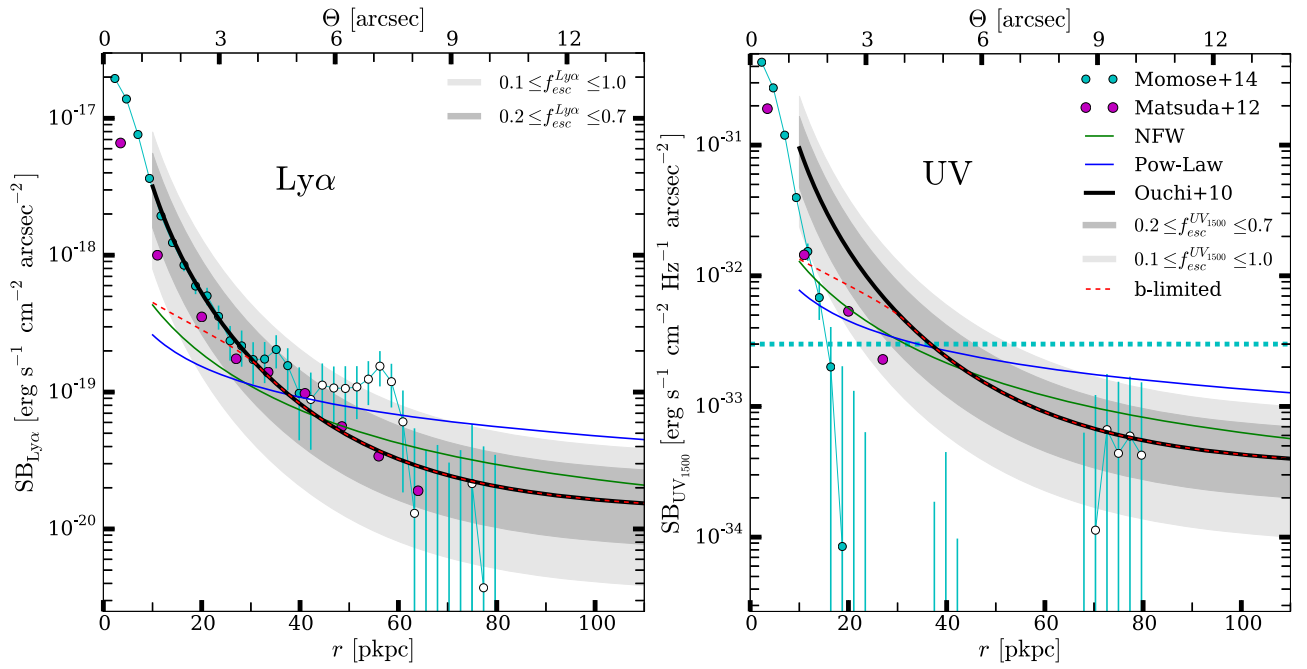 Θ [arcsec]
0 3 6 9 12
0.1 ≤ f_esc^Lyα ≤1.0
0.2 ≤ f_esc^Lyα ≤0.7
Lyα
SB_Lyα [erg s⁻¹ cm⁻² arcsec⁻²]
10⁻¹⁷
10⁻¹⁸
10⁻¹⁹
10⁻²⁰
0 20 40 60 80 100
r [pkpc]
Θ [arcsec]
0 3 6 9 12
UV
Momose+14
Matsuda+12
NFW
Pow-Law
Ouchi+10
0.2 ≤ f_esc^UV₁₅₀₀ ≤0.7
0.1 ≤ f_esc^UV₁₅₀₀ ≤1.0
b-limited
SB_UV₁₅₀₀ [erg s⁻¹ cm⁻² Hz⁻¹ arcsec⁻²]
10⁻³¹
10⁻³²
10⁻³³
10⁻³⁴
0 20 40 60 80 100
r [pkpc]